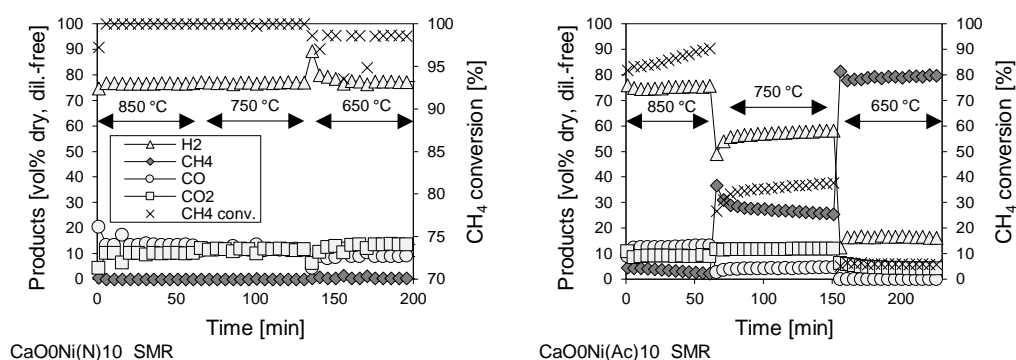 Products [vol% dry, dil.-free]
100
90
80
70
60
50
40
30
20
10
0
850 °C
750 °C
650 °C
H2
CH4
CO
CO2
CH4 conv.
100
95
90
85
80
75
70
CH₄ conversion [%]
0
50
100
150
200
Time [min]
CaO0Ni(N)10 SMR
Products [vol% dry, dil.-free]
100
90
80
70
60
50
40
30
20
10
0
850 °C
750 °C
650 °C
100
90
80
70
60
50
40
30
20
10
0
CH₄ conversion [%]
0
50
100
150
200
Time [min]
CaO0Ni(Ac)10 SMR